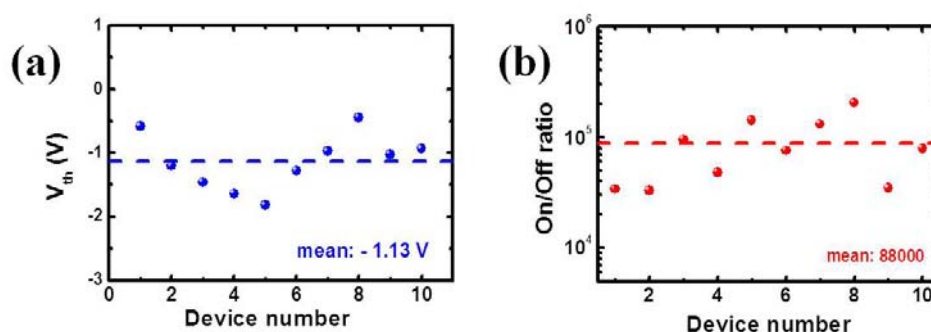 (a)
V_th (V)
1
0
-1
-2
-3
0 2 4 6 8 10
Device number
mean: - 1.13 V
(b)
On/Off ratio
10^6
10^5
10^4
2 4 6 8 10
Device number
mean: 88000